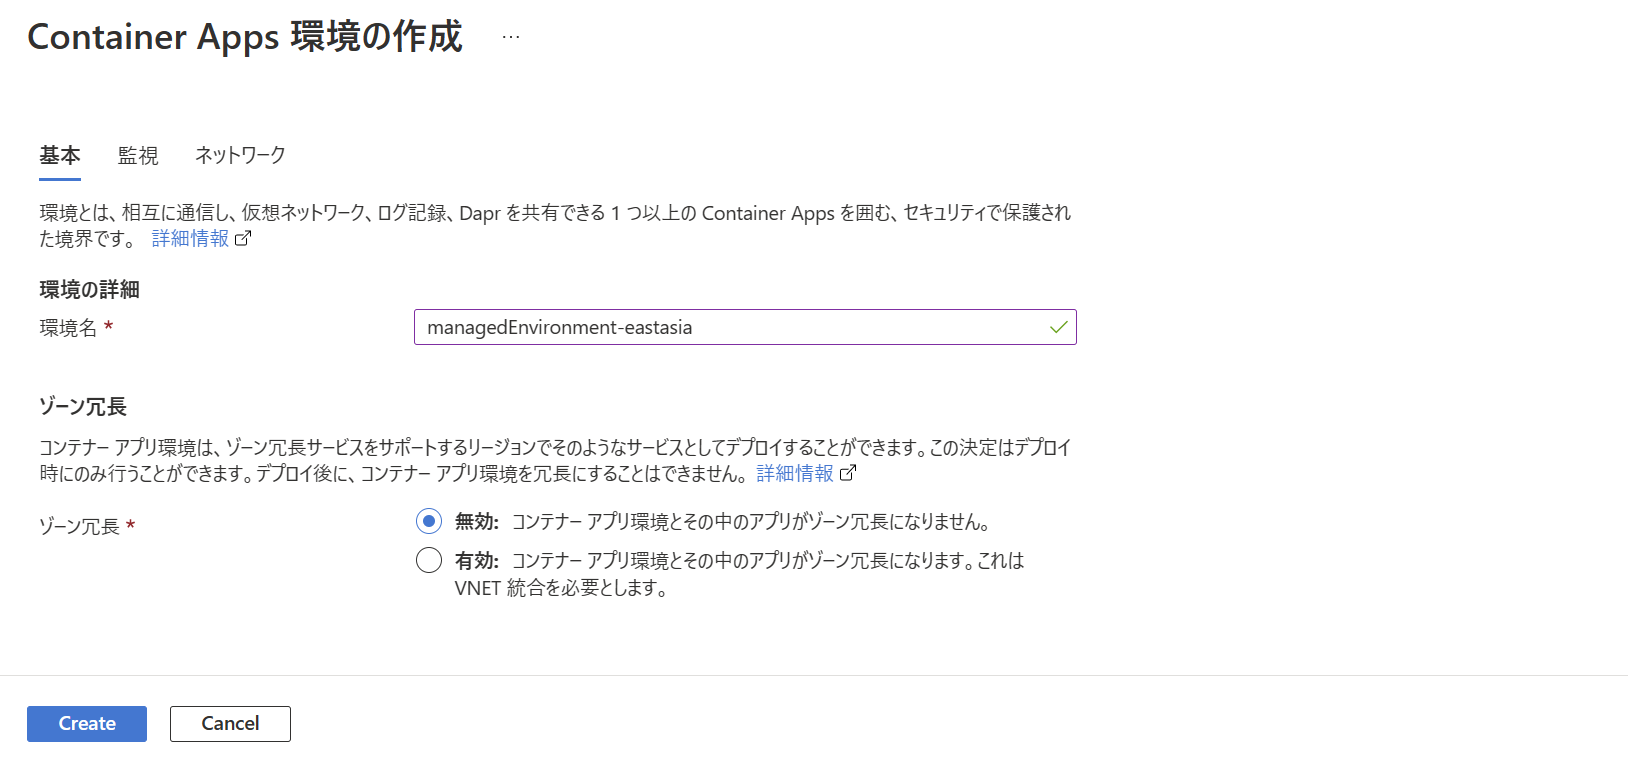 Container Apps 環境の作成 …
基本 監視 ネットワーク
環境とは、相互に通信し、仮想ネットワーク、ログ記録、Dapr を共有できる 1 つ以上の Container Apps を囲む、セキュリティで保護され
た境界です。 詳細情報
環境の詳細
環境名 * managedEnvironment-eastasia
ゾーン冗長
コンテナー アプリ環境は、ゾーン冗長サービスをサポートするリージョンでそのようなサービスとしてデプロイすることができます。この決定はデプロイ
時にのみ行うことができます。デプロイ後に、コンテナー アプリ環境を冗長にすることはできません。 詳細情報
ゾーン冗長 * 無効: コンテナー アプリ環境とその中のアプリがゾーン冗長になりません。
有効: コンテナー アプリ環境とその中のアプリがゾーン冗長になります。これは
VNET 統合を必要とします。
Create Cancel